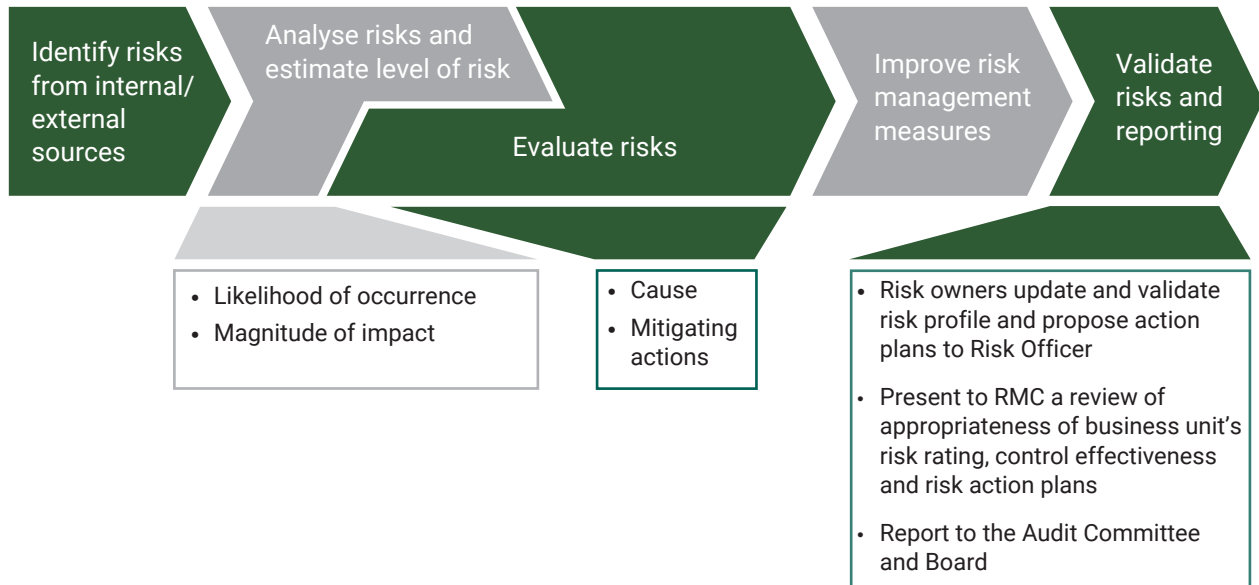 Identify risks
from internal/
external
sources
Analyse risks and
estimate level of risk
Evaluate risks
Improve risk
management
measures
Validate
risks and
reporting
• Likelihood of occurrence
• Magnitude of impact
• Cause
• Mitigating
actions
• Risk owners update and validate
risk profile and propose action
plans to Risk Officer
• Present to RMC a review of
appropriateness of business unit’s
risk rating, control effectiveness
and risk action plans
• Report to the Audit Committee
and Board